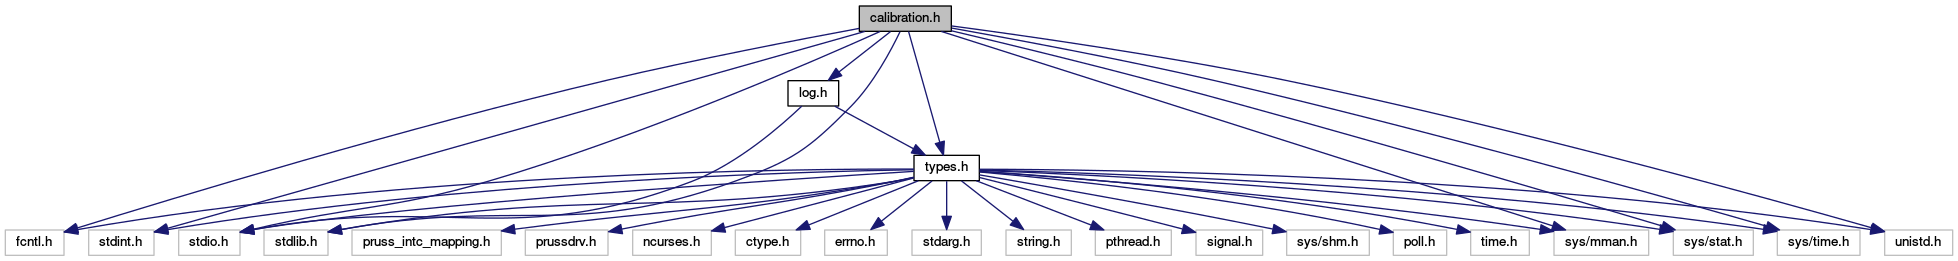 calibration.h
log.h
types.h
fcntl.h
stdint.h
stdio.h
stdlib.h
pruss_intc_mapping.h
prussdrv.h
ncurses.h
ctype.h
errno.h
stdarg.h
string.h
pthread.h
signal.h
sys/shm.h
poll.h
time.h
sys/mman.h
sys/stat.h
sys/time.h
unistd.h